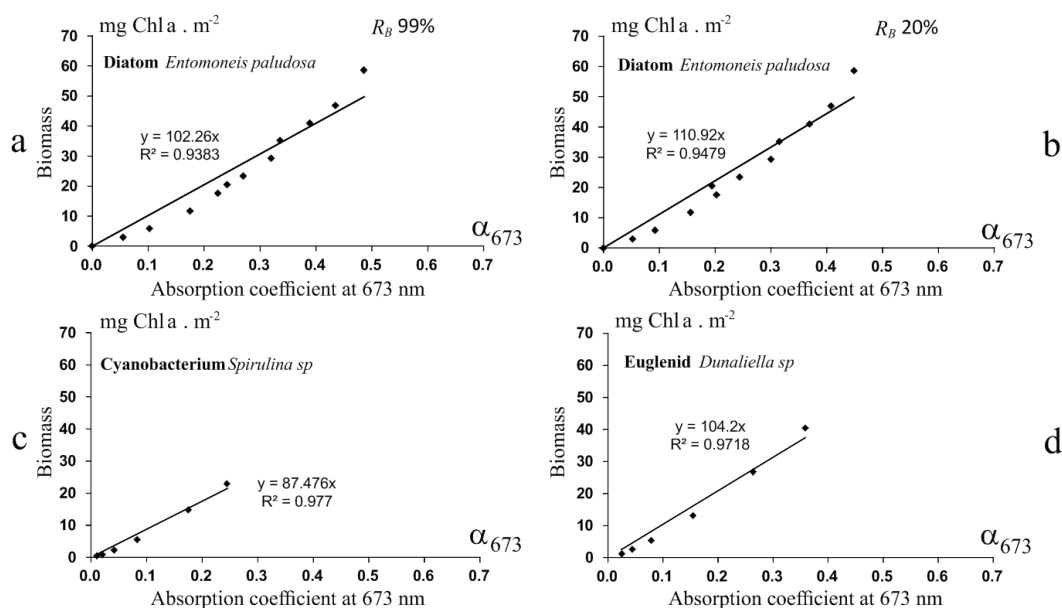 a
mg Chl a . m-2
R_B 99%
Diatom Entomoneis paludosa
y = 102.26x
R² = 0.9383
Biomass
70
60
50
40
30
20
10
0
0.0 0.1 0.2 0.3 0.4 0.5 0.6 0.7
α673
Absorption coefficient at 673 nm
b
mg Chl a . m-2
R_B 20%
Diatom Entomoneis paludosa
y = 110.92x
R² = 0.9479
Biomass
70
60
50
40
30
20
10
0
0.0 0.1 0.2 0.3 0.4 0.5 0.6 0.7
α673
Absorption coefficient at 673 nm
c
mg Chl a . m-2
Cyanobacterium Spirulina sp
y = 87.476x
R² = 0.977
Biomass
70
60
50
40
30
20
10
0
0.0 0.1 0.2 0.3 0.4 0.5 0.6 0.7
α673
Absorption coefficient at 673 nm
d
mg Chl a . m-2
Euglenid Dunaliella sp
y = 104.2x
R² = 0.9718
Biomass
70
60
50
40
30
20
10
0
0.0 0.1 0.2 0.3 0.4 0.5 0.6 0.7
α673
Absorption coefficient at 673 nm